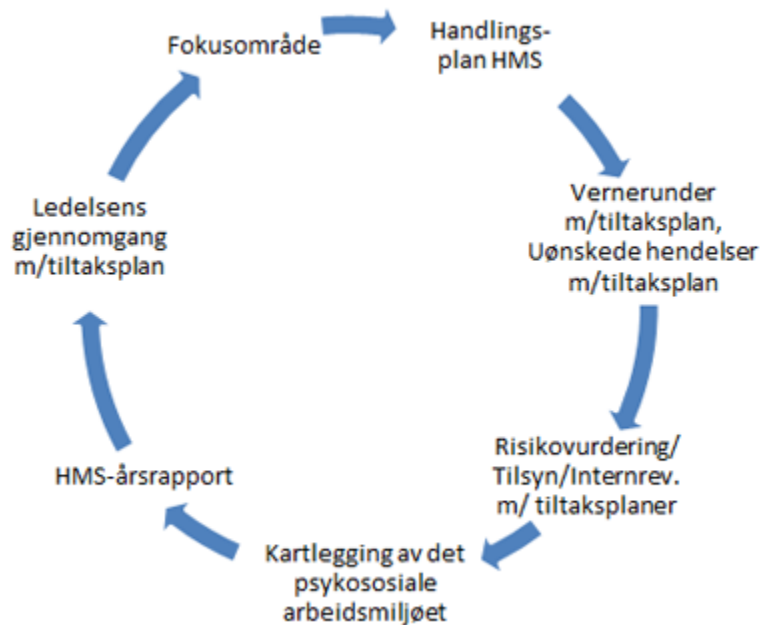 Fokusområde
Handlings-
plan HMS
Vernerunder
m/tiltaksplan,
Uønskede hendelser
m/tiltaksplan
Risikovurdering/
Tilsyn/Internrev.
m/ tiltaksplaner
Kartlegging av det
psykososiale
arbeidsmiljøet
HMS-årsrapport
Ledelsens
gjennomgang
m/tiltaksplan